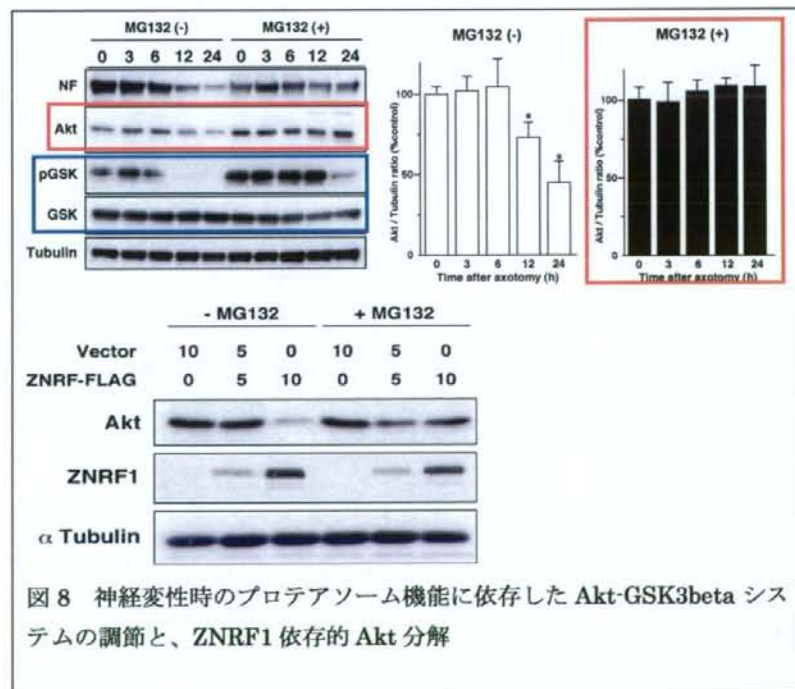 MG132 (-) MG132 (+)
0 3 6 12 24 0 3 6 12 24
NF
Akt
pGSK
GSK
Tubulin
MG132 (-)
Akt / Tubulin ratio (%control)
100
50
0
* *
0 3 6 12 24
Time after axotomy (h)
MG132 (+)
Akt / Tubulin ratio (%control)
100
50
0
0 3 6 12 24
Time after axotomy (h)
- MG132 + MG132
Vector 10 5 0 10 5 0
ZNRF-FLAG 0 5 10 0 5 10
Akt
ZNRF1
α Tubulin
図 8 神経変性時のプロテアソーム機能に依存した Akt-GSK3beta シス
テムの調節と、ZNRF1 依存的 Akt 分解